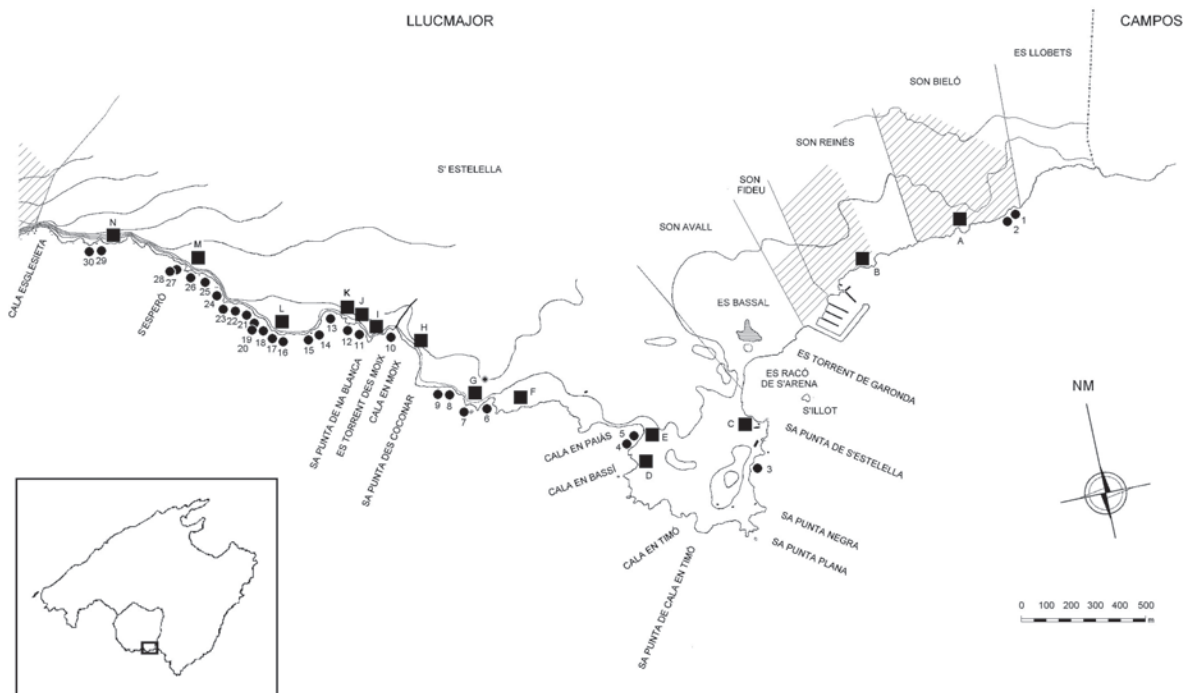 LLUCMAJOR
CAMPOS
ES LLOBETS
SON BIELÓ
SON REINÉS
SON
FIDEU
S' ESTELELLA
SON AVALL
N
M
A
1
2
B
30
29
28
27
26
25
24
23
22
21
19
20
18
17
16
L
15
14
13
K
J
I
12
11
10
H
G
F
9
8
7
6
5
4
E
D
C
3
CALA ESGLESIETA
S'ESPERÓ
SA PUNTA DE NA BLANCA
ES TORRENT DES MOIX
CALA EN MOIX
SA PUNTA DES COCONAR
ES BASSAL
ES RACÓ
DE S'ARENA
S'ILLOT
ES TORRENT DE GARONDA
SA PUNTA DE S'ESTELELLA
CALA EN PAIÀS
CALA EN BASSÍ
CALA EN TIMÓ
SA PUNTA DE CALA EN TIMÓ
SA PUNTA NEGRA
SA PUNTA PLANA
NM
0 100 200 300 400 500
m